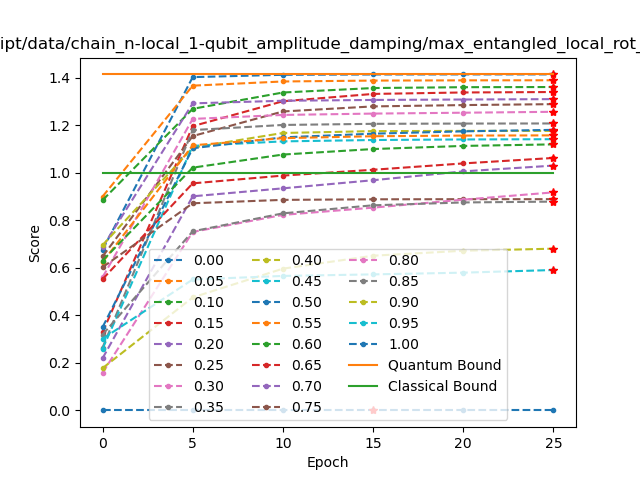 ipt/data/chain_n-local_1-qubit_amplitude_damping/max_entangled_local_rot_
1.4
1.2
1.0
0.8
0.6
0.4
0.2
0.0
Score
0.00 0.40 0.80
0.05 0.45 0.85
0.10 0.50 0.90
0.15 0.55 0.95
0.20 0.60 1.00
0.25 0.65 Quantum Bound
0.30 0.70 Classical Bound
0.35 0.75
0 5 10 15 20 25
Epoch